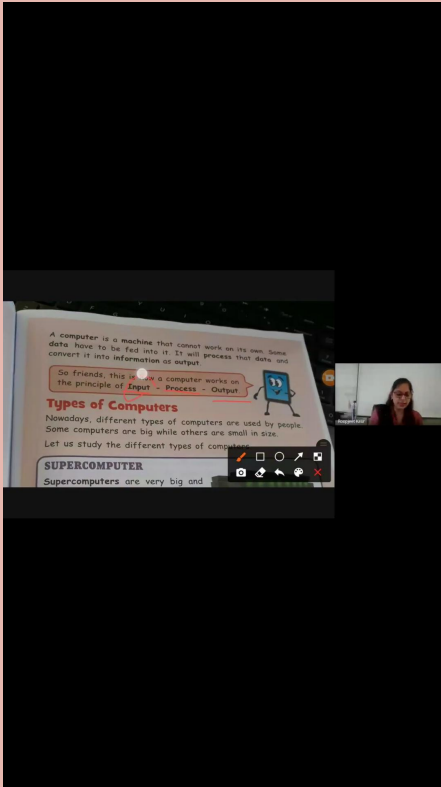 A computer is a machine that cannot work on its own. Some
data have to be fed into it. It will process that data and
convert it into information as output.
So friends, this is a computer works on
the principle of Input - Process - Output.
Types of Computers
Nowadays, different types of computers are used by people.
Some computers are big while others are small in size.
Let us study the different types of computers.
SUPERCOMPUTER
Supercomputers are very big and